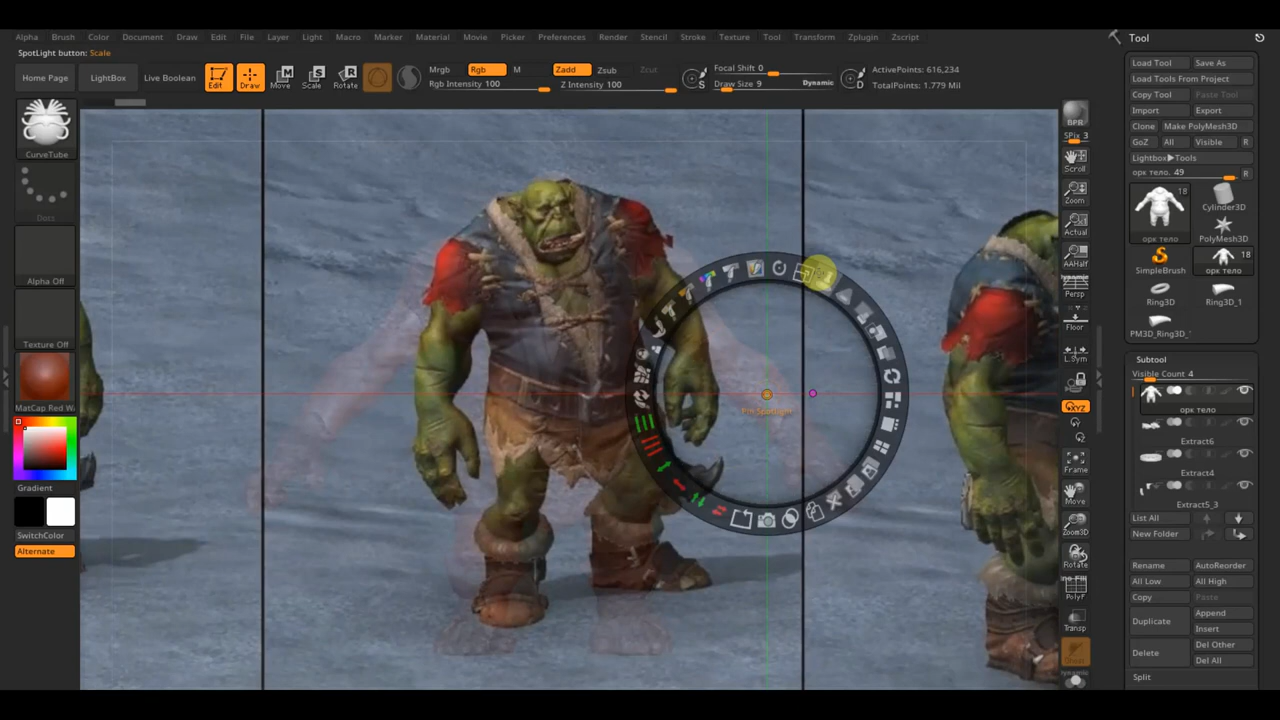 Alpha Brush Color Document Draw Edit File Layer Light Macro Marker Material Movie Picker Preferences Render Stencil Stroke Texture Tool Transform Zplugin Zscript
Tool
SpotLight button: Scale
Home Page
LightBox
Live Boolean
Edit
Draw
Move
Scale
Rotate
Mrgb
Rgb
M
Rgb Intensity 100
Zadd
Zsub
Zcut
Z Intensity 100
S
Focal Shift 0
Draw Size 9
Dynamic
D
ActivePoints: 616,234
TotalPoints: 1.779 Mil
CurveTube
Dots
Alpha Off
Texture Off
MatCap Red Wa
Gradient
SwitchColor
Alternate
Pin Spotlight
BPR
SPix 3
Scroll
Zoom
Actual
AAHalf
Dynamic
Persp
Floor
L.Sym
XYZ
Frame
Move
Zoom3D
Rotate
PolyF
Transp
Dynamic
Load Tool
Save As
Load Tools From Project
Copy Tool
Paste Tool
Import
Export
Clone
Make PolyMesh3D
GoZ
All
Visible
R
Lightbox▶Tools
орк тело. 49
R
18
орк тело
Cylinder3D
PolyMesh3D
SimpleBrush
18
орк тело
Ring3D
Ring3D_1
PM3D_Ring3D_
Subtool
Visible Count 4
орк тело
Extract6
Extract4
Extract5_3
List All
New Folder
Rename
AutoReorder
All Low
All High
Copy
Paste
Duplicate
Append
Insert
Delete
Del Other
Del All
Split